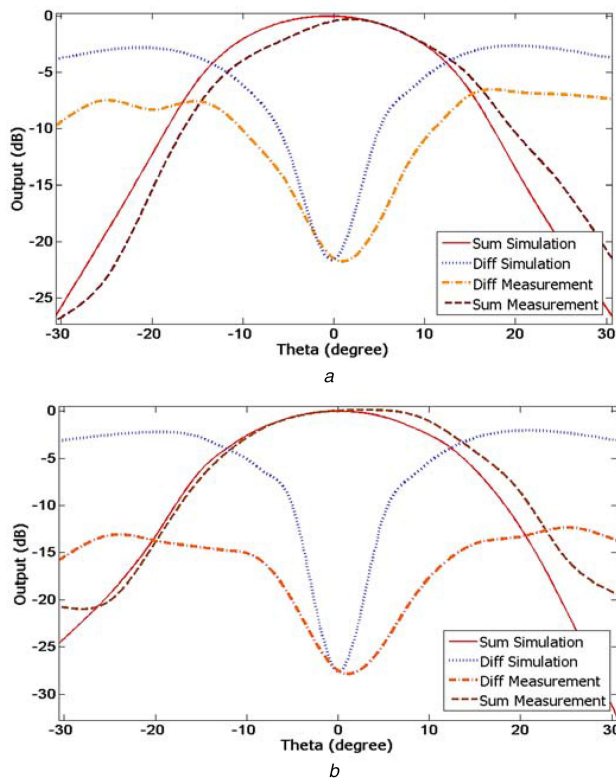 0
-5
-10
-15
-20
-25
Output (dB)
Sum Simulation
Diff Simulation
Diff Measurement
Sum Measurement
-30 -20 -10 0 10 20 30
Theta (degree)
a
0
-5
-10
-15
-20
-25
-30
Output (dB)
Sum Simulation
Diff Simulation
Diff Measurement
Sum Measurement
-30 -20 -10 0 10 20 30
Theta (degree)
b